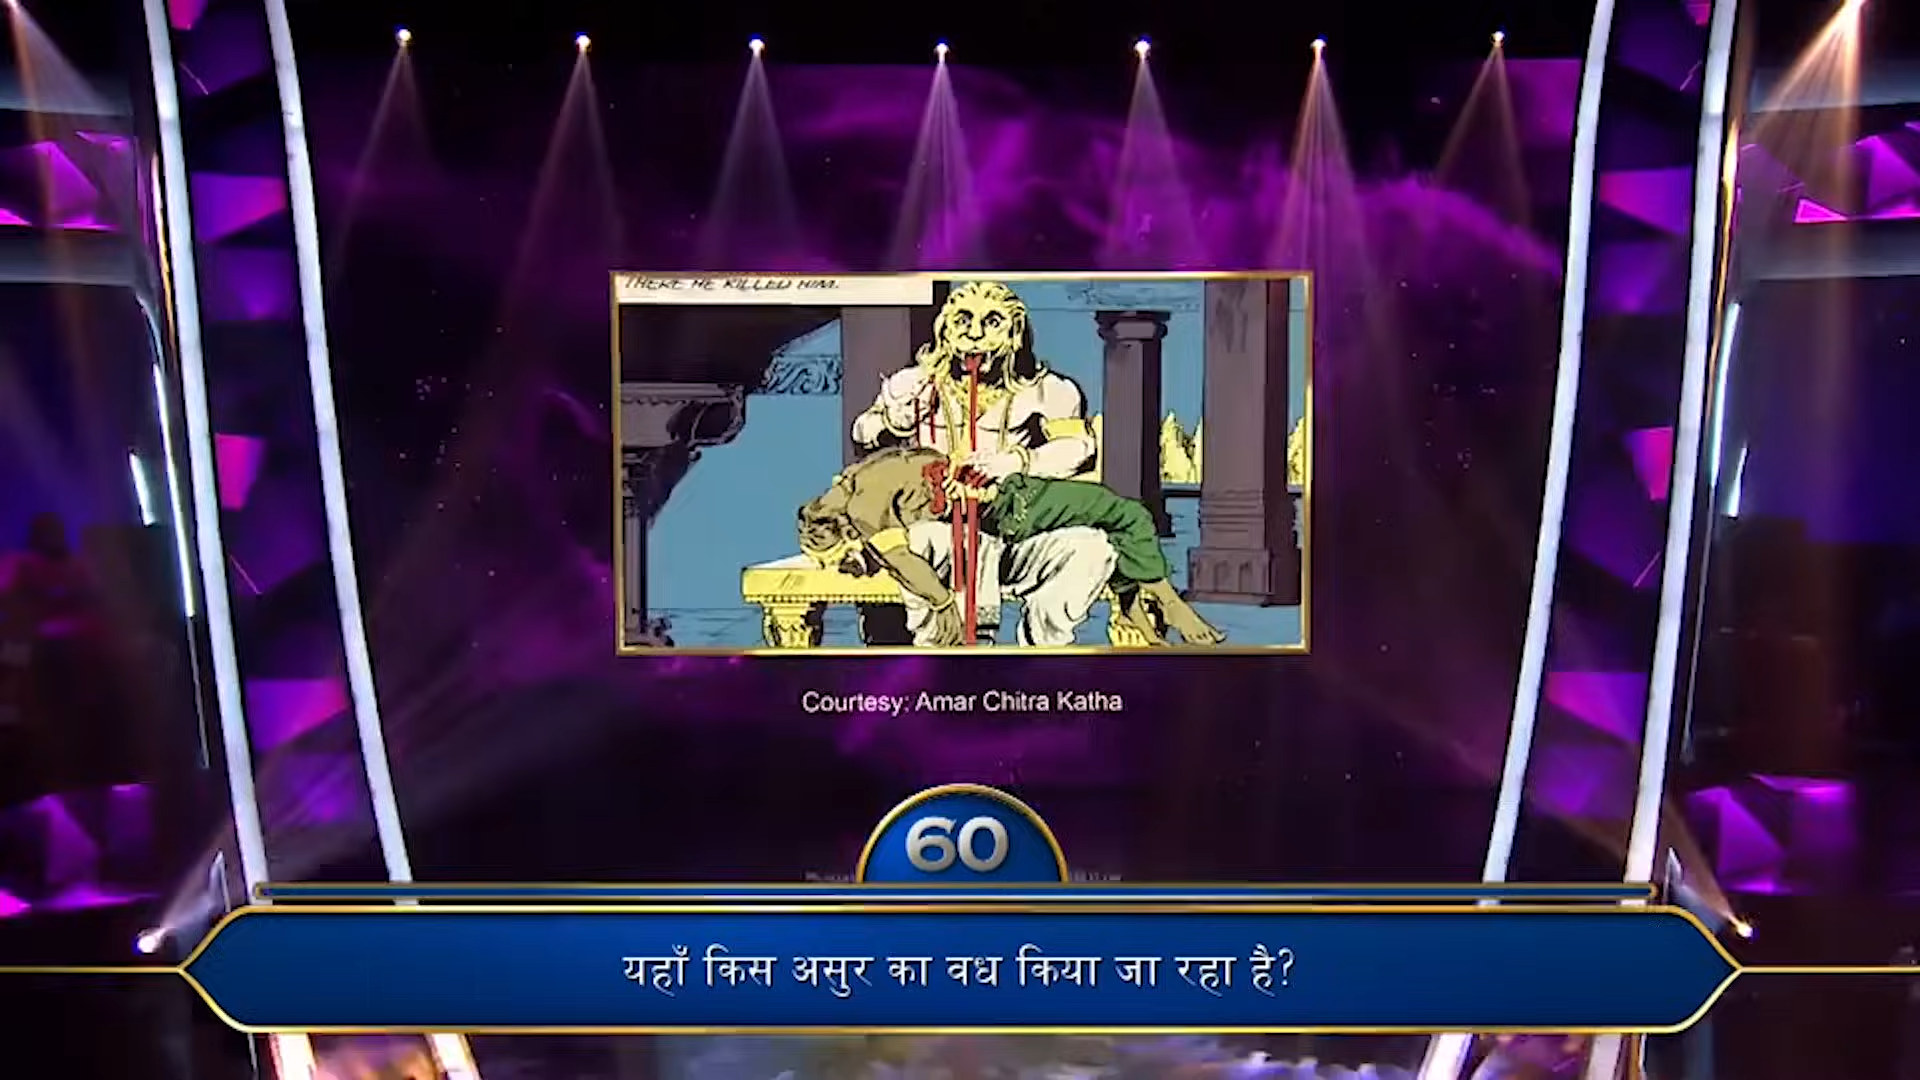 THERE HE KILLED HIM.
Courtesy: Amar Chitra Katha
60
यहाँ किस असुर का वध किया जा रहा है?